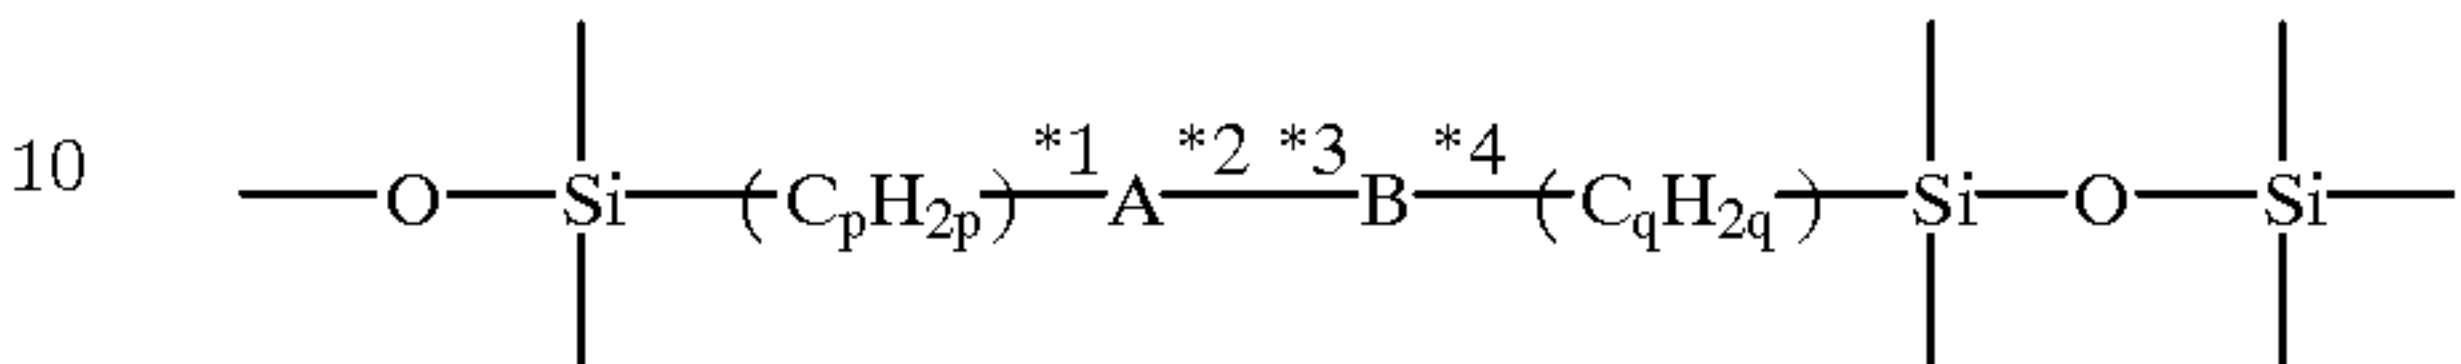 *1 *2 *3 *4
10 O Si (CpH2p) A B (CqH2q) Si O Si